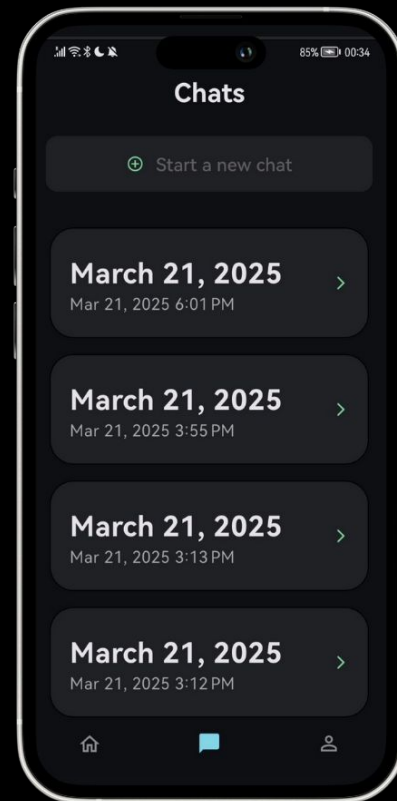 85% 00:34
Chats
Start a new chat
March 21, 2025
Mar 21, 2025 6:01 PM
March 21, 2025
Mar 21, 2025 3:55 PM
March 21, 2025
Mar 21, 2025 3:13 PM
March 21, 2025
Mar 21, 2025 3:12 PM